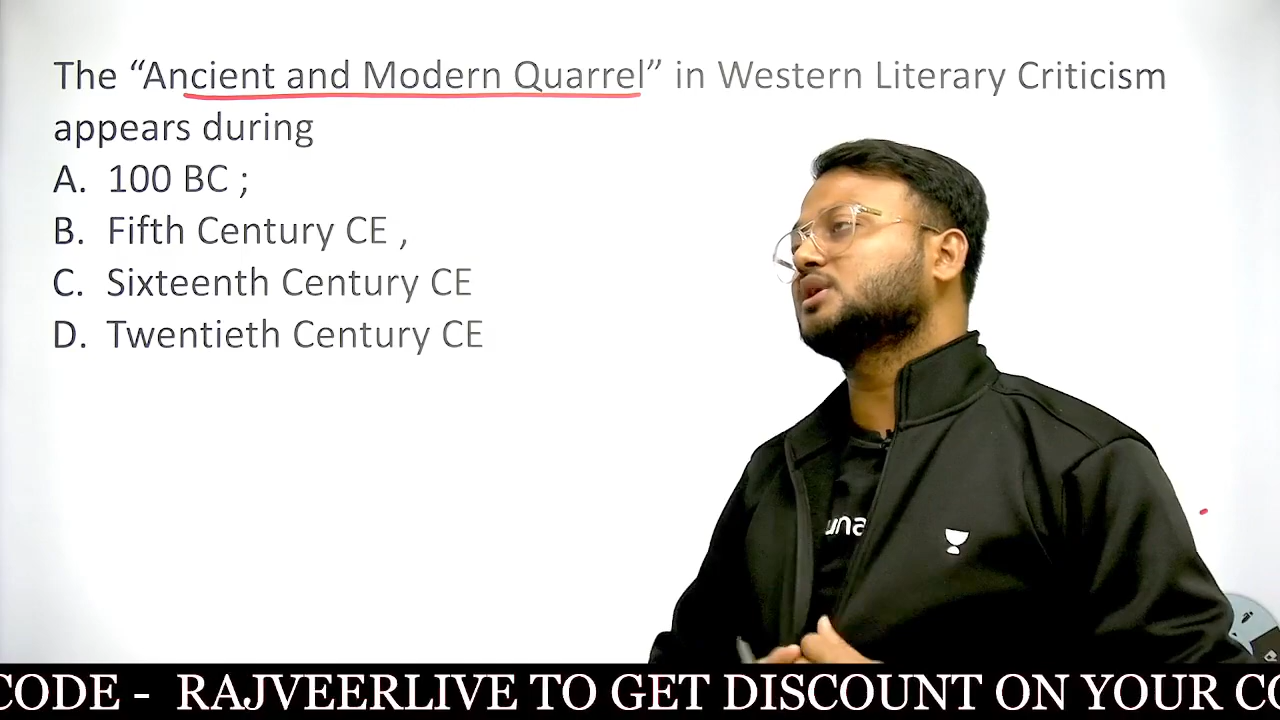 The “Ancient and Modern Quarrel” in Western Literary Criticism
appears during
A. 100 BC ;
B. Fifth Century CE ,
C. Sixteenth Century CE
D. Twentieth Century CE
una
CODE - RAJVEERLIVE TO GET DISCOUNT ON YOUR CO